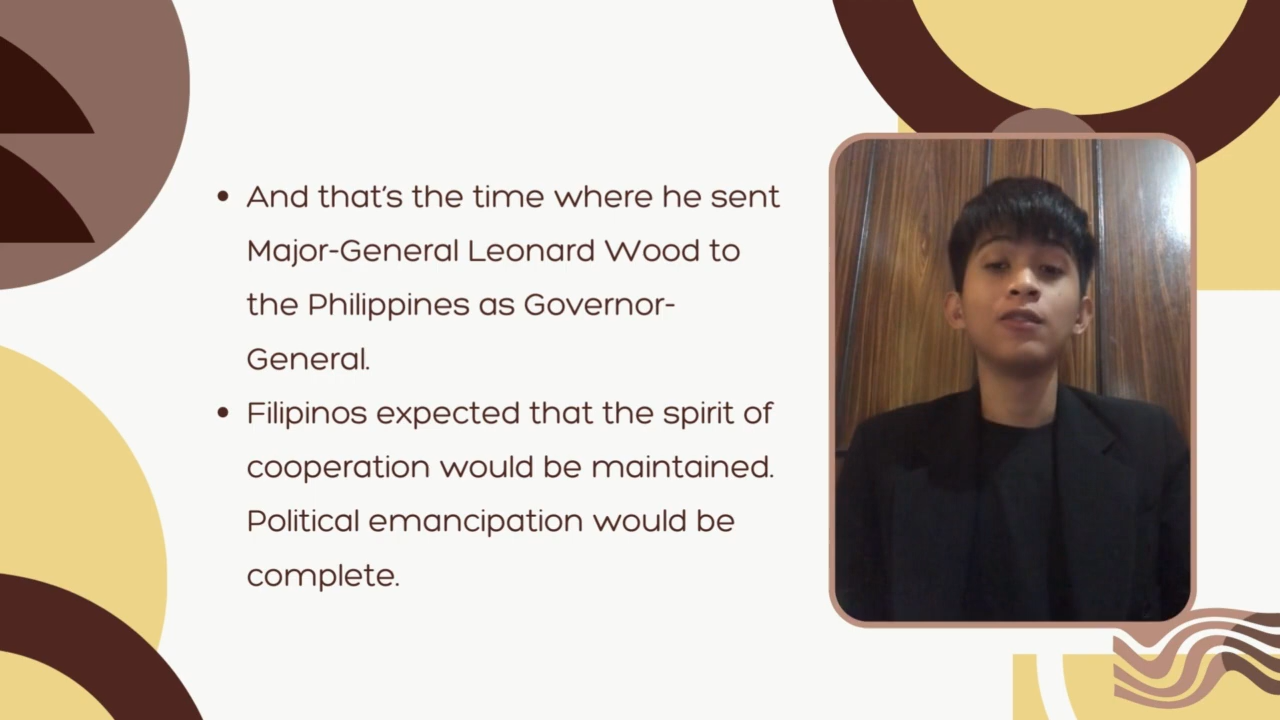 • And that's the time where he sent
Major-General Leonard Wood to
the Philippines as Governor-
General.
• Filipinos expected that the spirit of
cooperation would be maintained.
Political emancipation would be
complete.